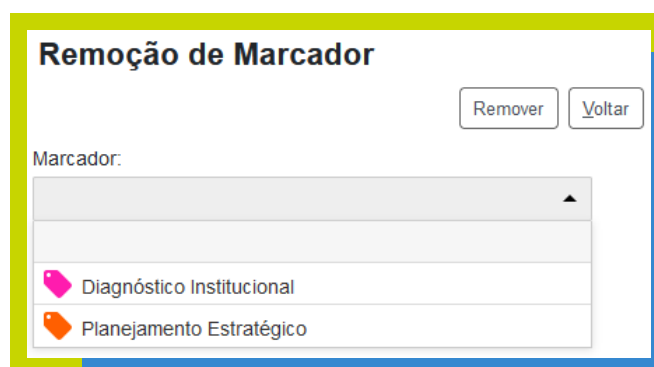 Remoção de Marcador
Remover Voltar
Marcador:
Diagnóstico Institucional
Planejamento Estratégico